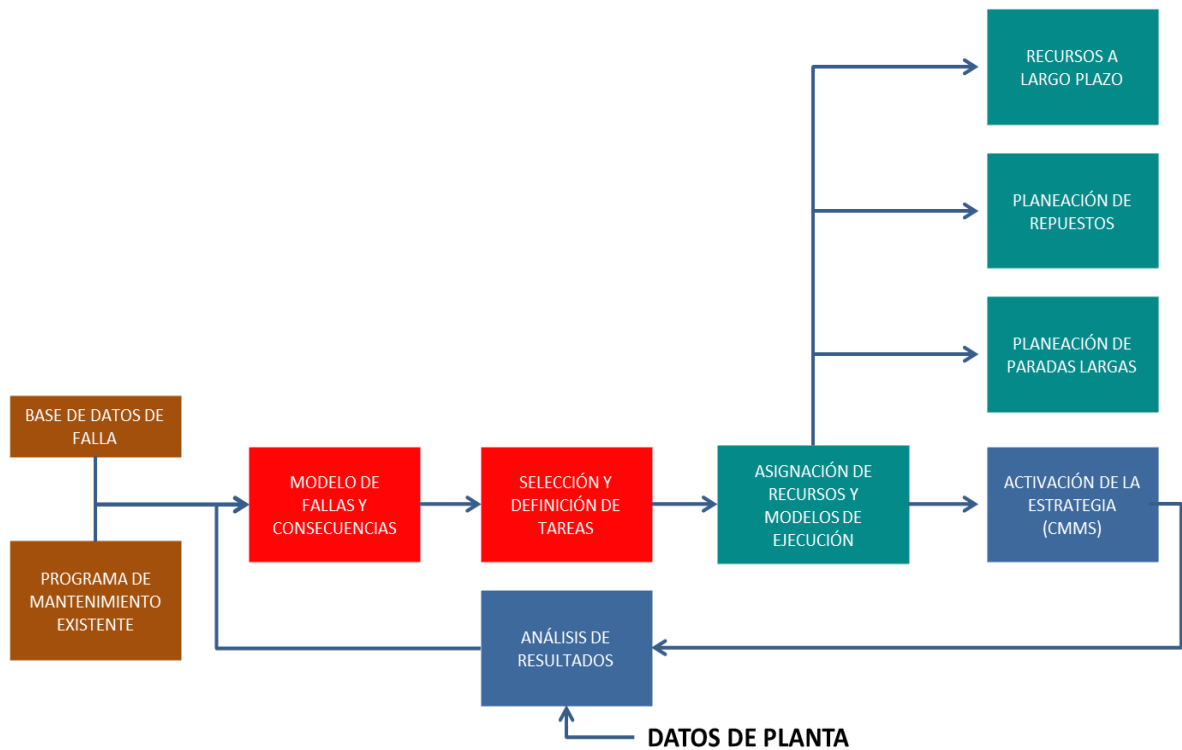 RECURSOS A
LARGO PLAZO
PLANEACIÓN DE
REPUESTOS
PLANEACIÓN DE
PARADAS LARGAS
BASE DE DATOS DE
FALLA
MODELO DE
FALLAS Y
CONSECUENCIAS
SELECCIÓN Y
DEFINICIÓN DE
TAREAS
ASIGNACIÓN DE
RECURSOS Y
MODELOS DE
EJECUCIÓN
ACTIVACIÓN DE LA
ESTRATEGIA
(CMMS)
PROGRAMA DE
MANTENIMIENTO
EXISTENTE
ANÁLISIS DE
RESULTADOS
DATOS DE PLANTA